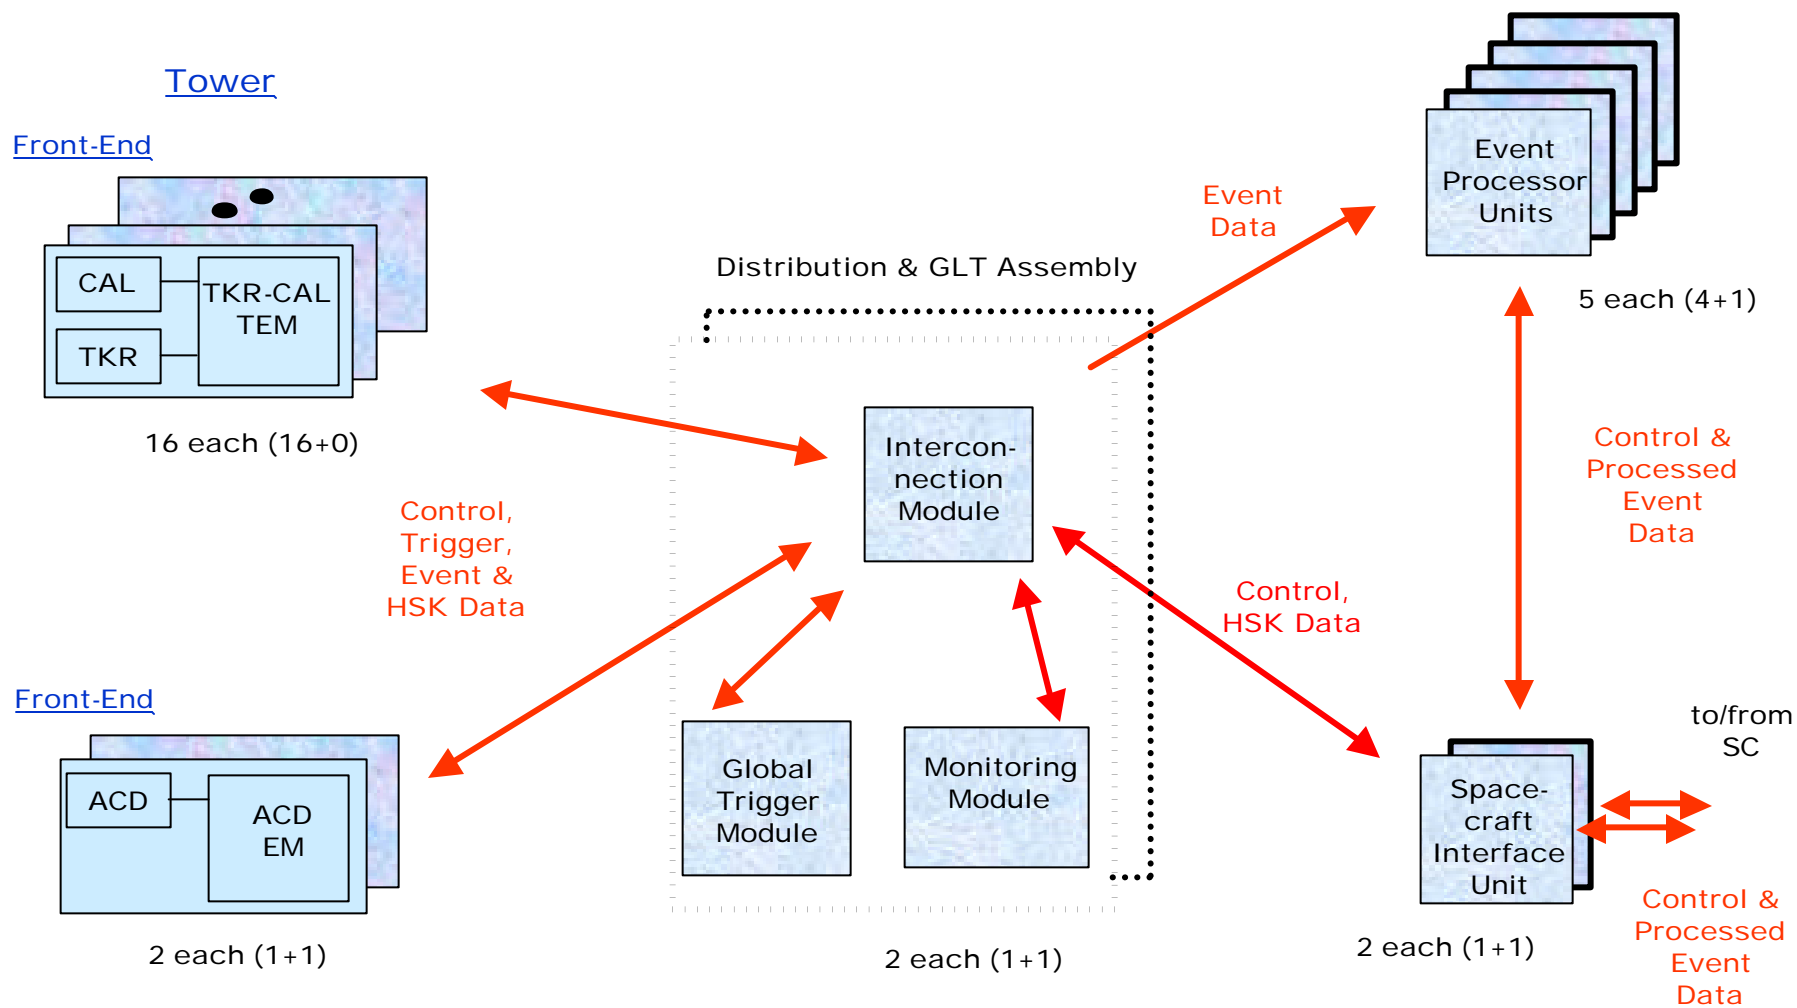 Tower
Front-End
CAL
TKR
TKR-CAL
TEM
16 each (16+0)
Control,
Trigger,
Event &
HSK Data
Front-End
ACD
ACD
EM
2 each (1+1)
Distribution & GLT Assembly
Intercon-
nection
Module
Global
Trigger
Module
Monitoring
Module
2 each (1+1)
Event
Data
Event
Processor
Units
5 each (4+1)
Control &
Processed
Event
Data
Control,
HSK Data
to/from
SC
Space-
craft
Interface
Unit
2 each (1+1)
Control &
Processed
Event
Data